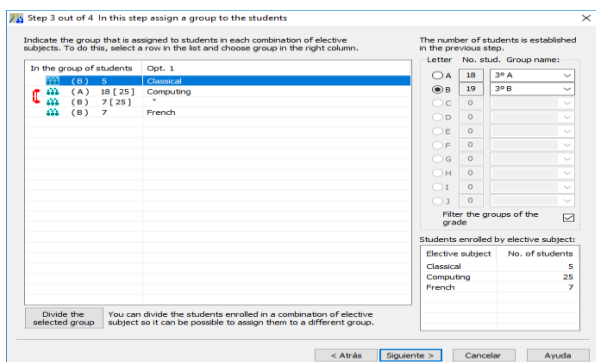 Step 3 out of 4 In this step assign a group to the students
Indicate the group that is assigned to students in each combination of elective
subjects. To do this, select a row in the list and choose group in the right column.
In the group of students Opt. 1
(B) 5 Classical
(A) 18 [25] Computing
(B) 7 [25] "
(B) 7 French
Divide the
selected group
You can divide the students enrolled in a combination of elective
subject so it can be possible to assign them to a different group.
The number of students is established
in the previous step.
Letter No. stud. Group name:
A 18 3º A
B 19 3º B
C 0
D 0
E 0
F 0
G 0
H 0
I 0
J 0
Filter the groups of the
grade
Students enrolled by elective subject:
Elective subject No. of students
Classical 5
Computing 25
French 7
< Atrás Siguiente > Cancelar Ayuda